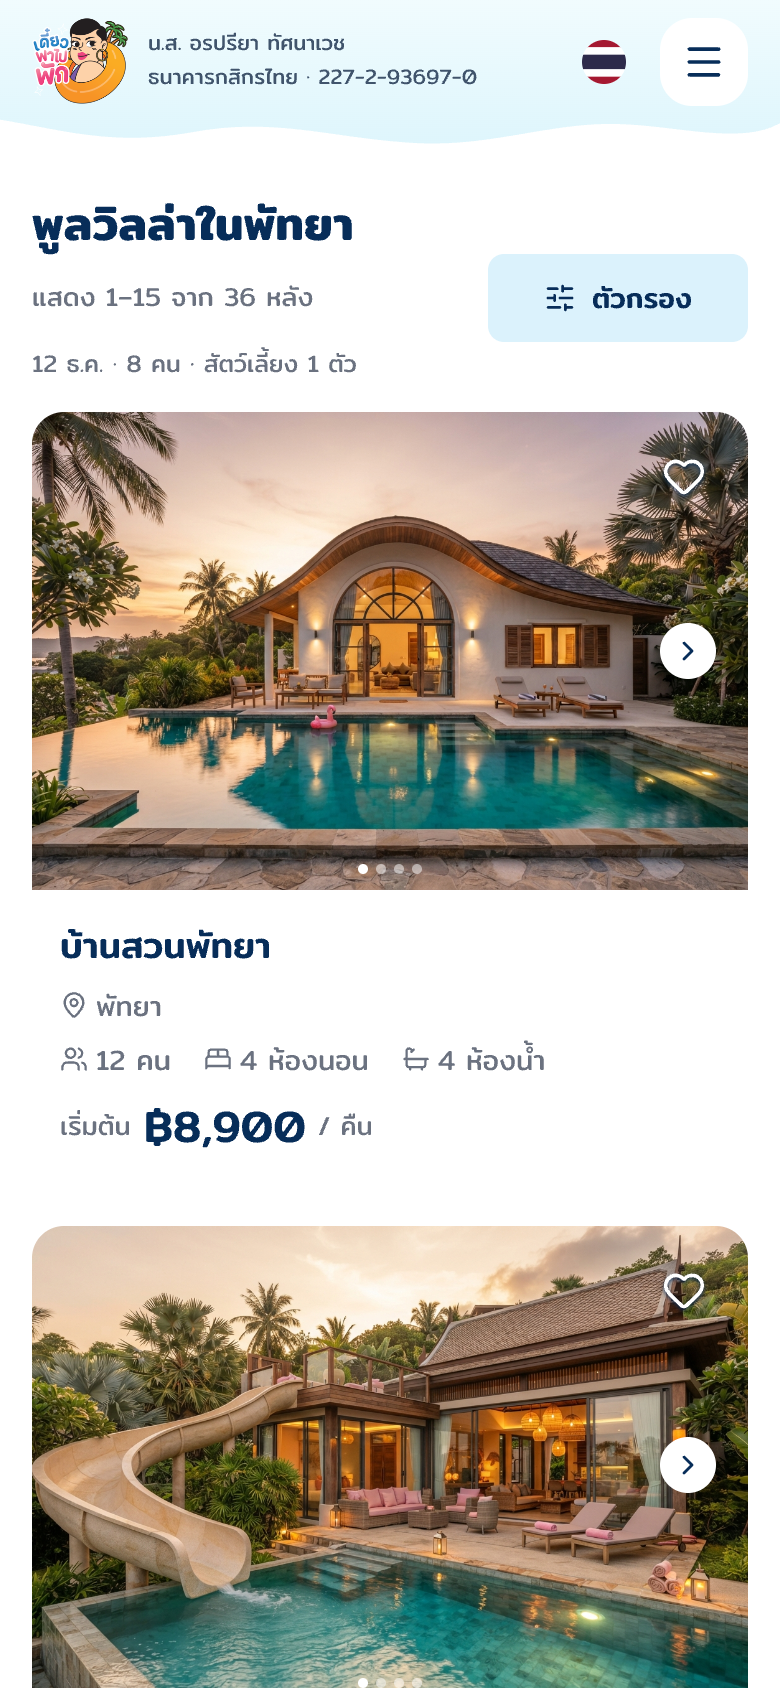 เดี๋ยว
พาไป
พัก
น.ส. อรปรียา ทัศนาเวช
ธนาคารกสิกรไทย · 227-2-93697-0
พูลวิลล่าในพัทยา
แสดง 1–15 จาก 36 หลัง
ตัวกรอง
12 ธ.ค. · 8 คน · สัตว์เลี้ยง 1 ตัว
บ้านสวนพัทยา
พัทยา
12 คน 4 ห้องนอน 4 ห้องน้ำ
เริ่มต้น ฿8,900 / คืน